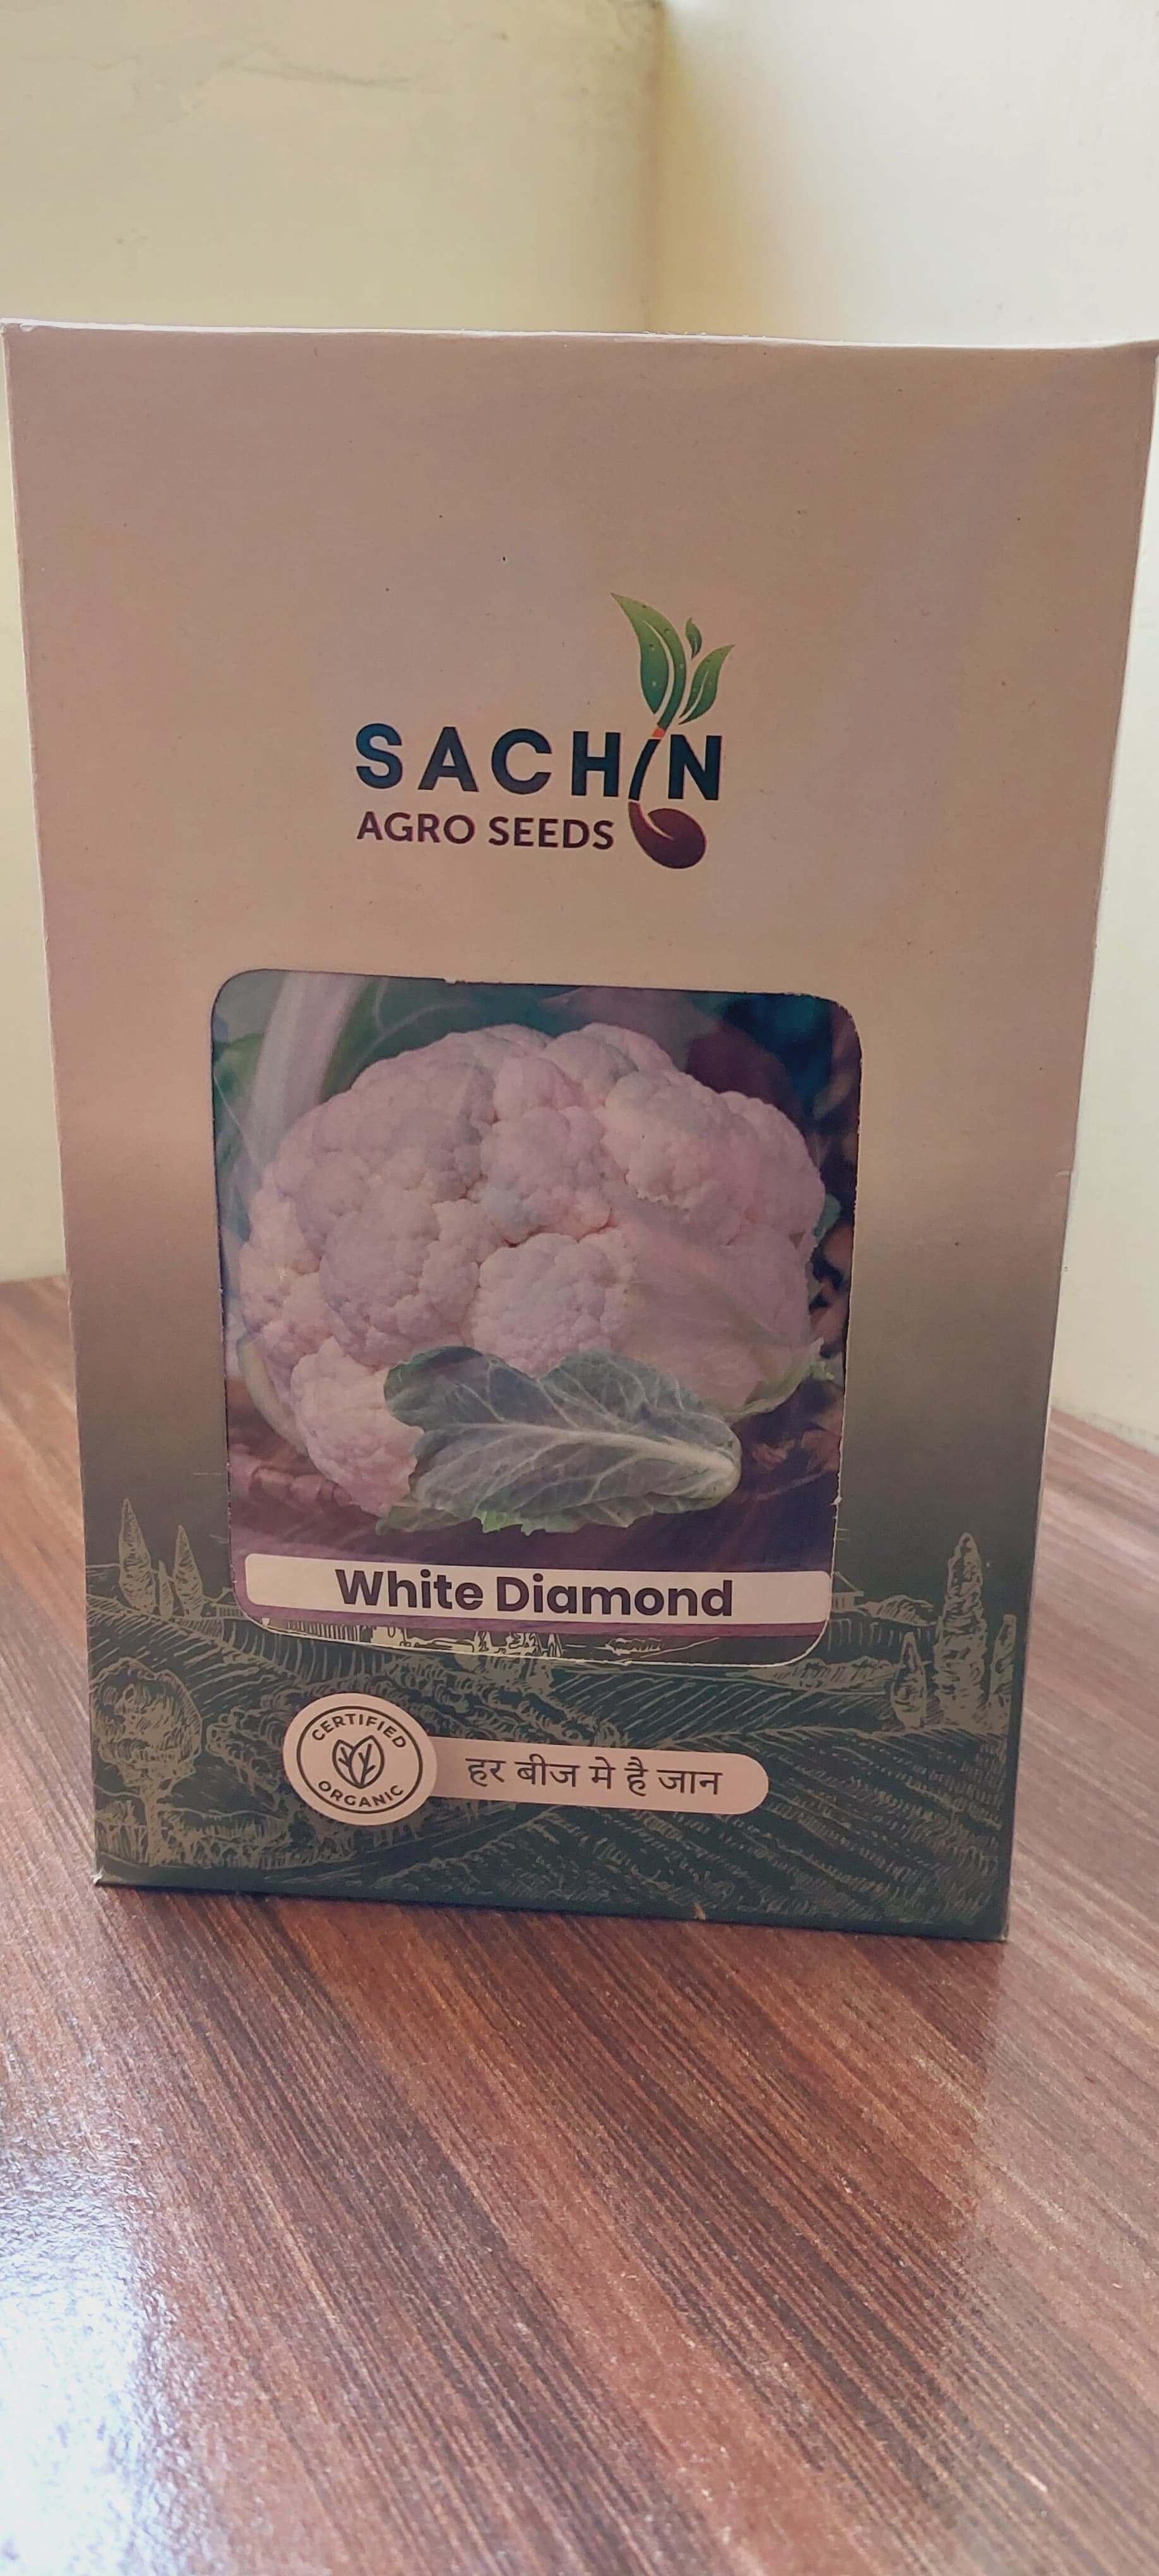 SACHIN
AGRO SEEDS
White Diamond
CERTIFIED
ORGANIC
हर बीज मे है जान